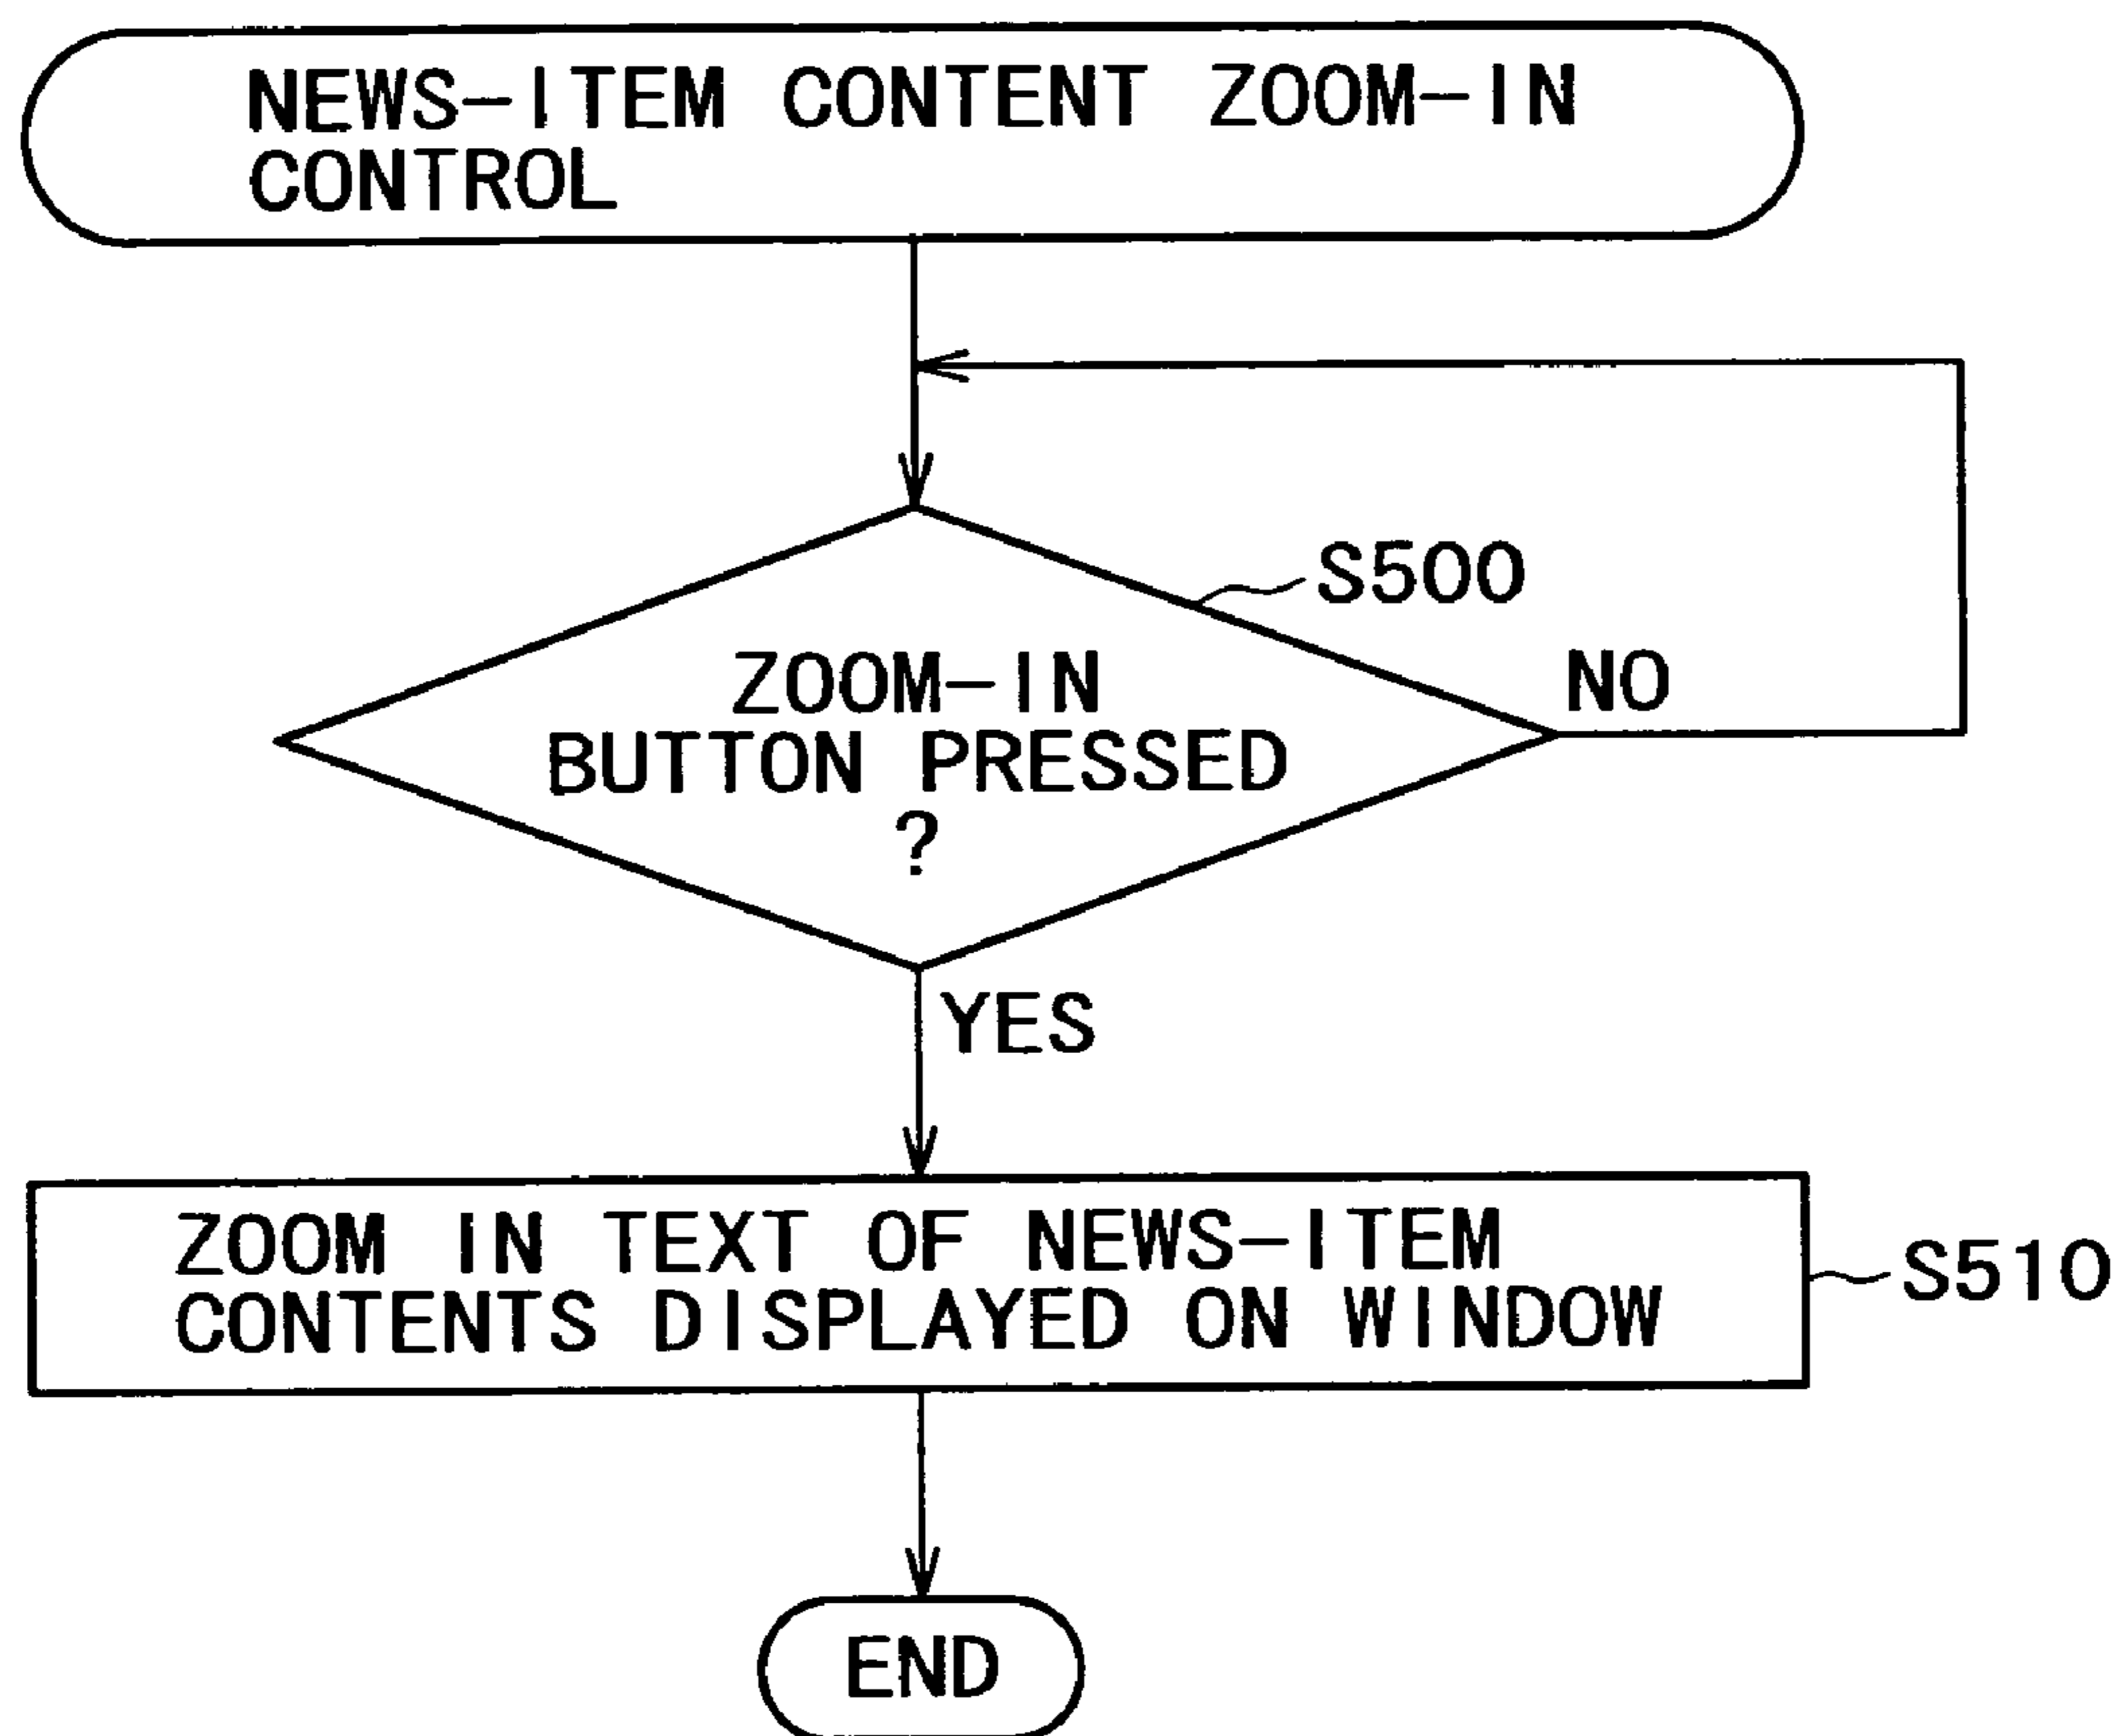 NEWS-ITEM CONTENT ZOOM-IN
CONTROL
S500
ZOOM-IN
BUTTON PRESSED
?
NO
YES
ZOOM IN TEXT OF NEWS-ITEM
CONTENTS DISPLAYED ON WINDOW
S510
END